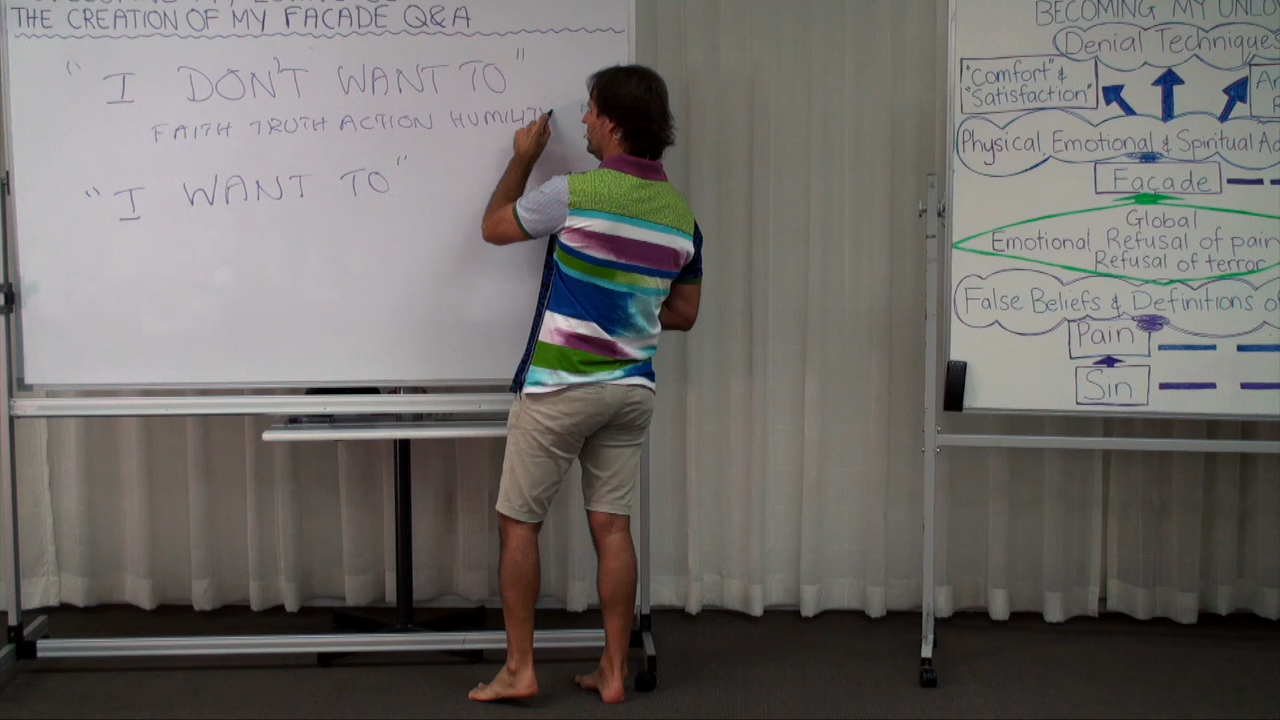 THE CREATION OF MY FACADE Q&A
"I DON'T WANT TO"
FAITH TRUTH ACTION HUMILITY
"I WANT TO"
BECOMING MY UNLO
Denial Techniques
"Comfort" &
"Satisfaction"
Physical, Emotional & Spiritual Ad
Façade
Global
Emotional Refusal of pain
Refusal of terror
False Beliefs & Definitions of
Pain
Sin